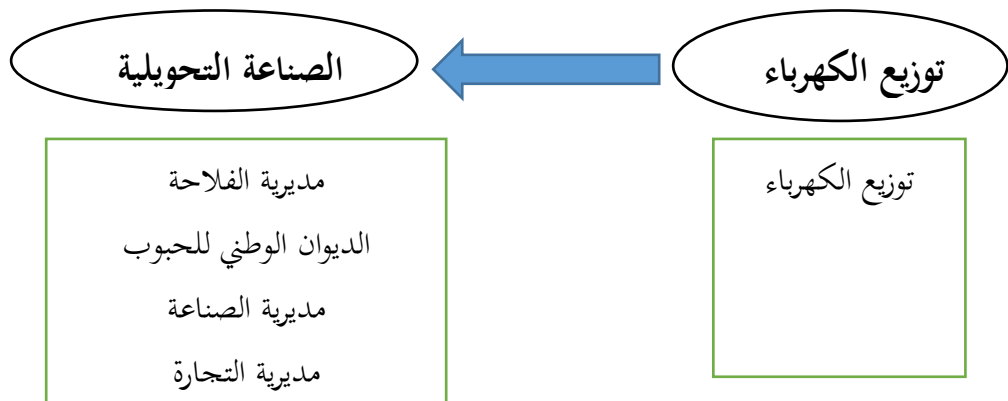 توزيع الكهرباء
الصناعة التحويلية
توزيع الكهرباء
مديرية الفلاحة
الديوان الوطني للحبوب
مديرية الصناعة
مديرية التجارة